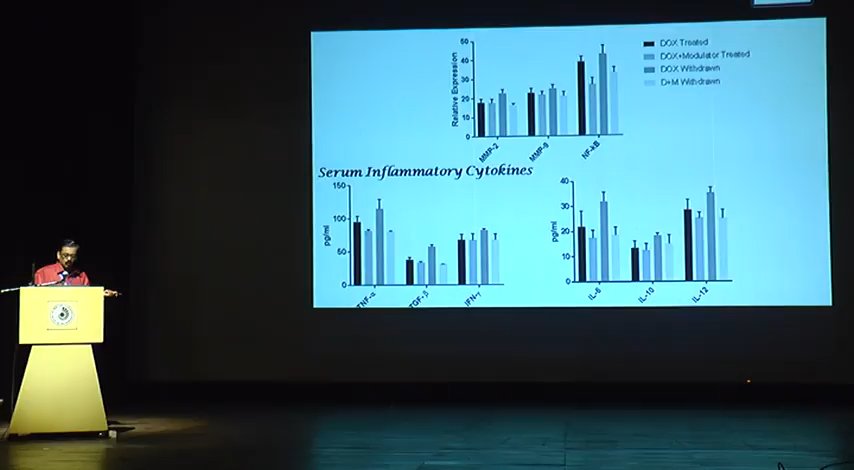 50
40
30
20
10
0
Relative Expression
MMP-2
MMP-9
NF-kB
DOX Treated
DOX+Modulator Treated
DOX Withdrawn
D+M Withdrawn
Serum Inflammatory Cytokines
150
100
50
0
pg/ml
TNF-α
TGF-β
IFN-γ
40
30
20
10
0
pg/ml
IL-6
IL-10
IL-12